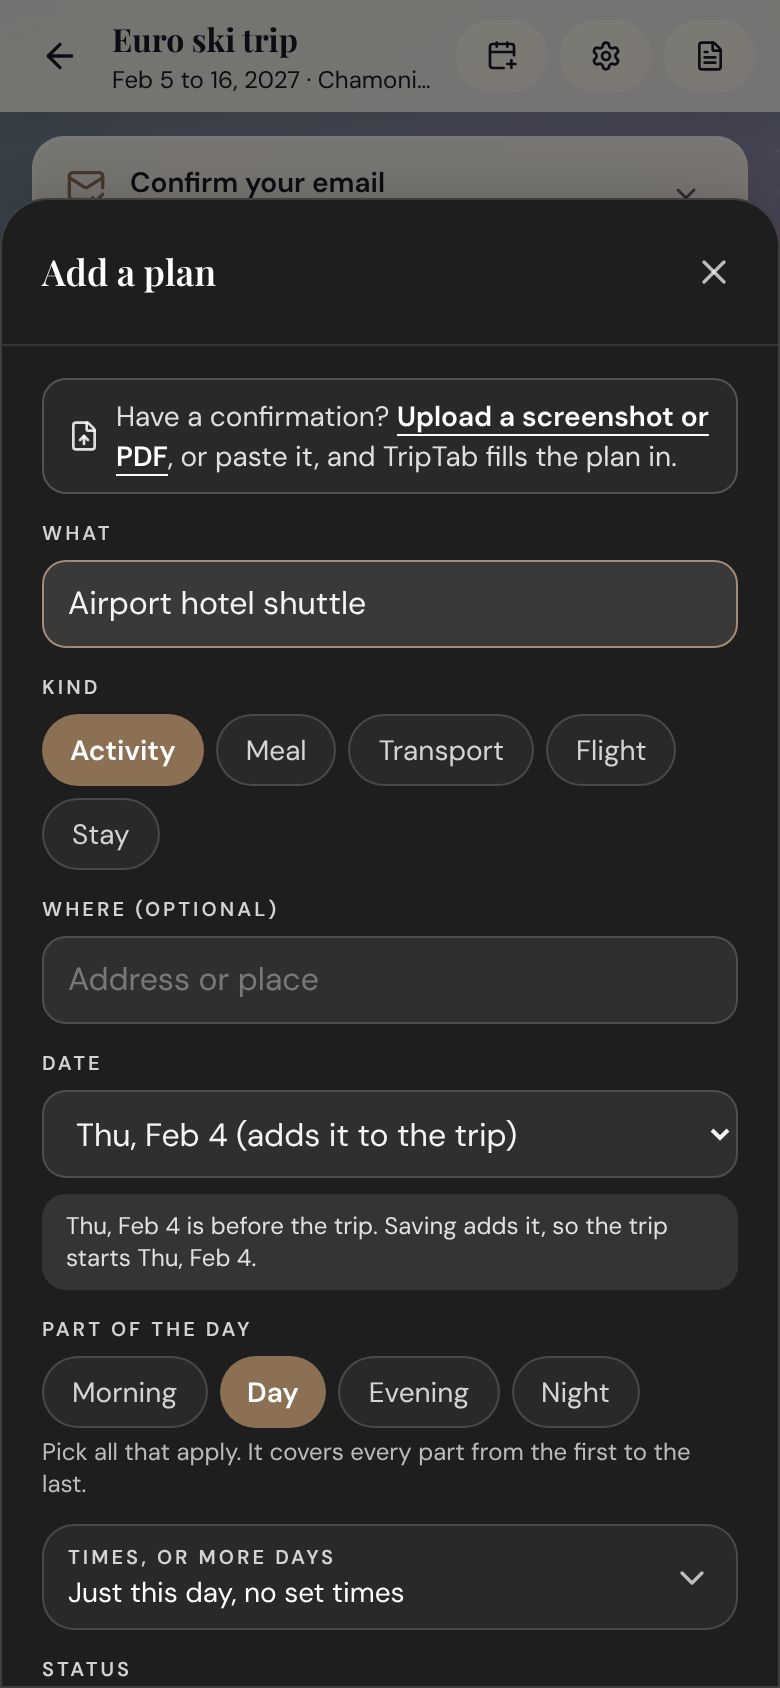 Euro ski trip
Feb 5 to 16, 2027 · Chamoni...
Confirm your email
Add a plan
Have a confirmation? Upload a screenshot or
PDF, or paste it, and TripTab fills the plan in.
WHAT
Airport hotel shuttle
KIND
Activity
Meal
Transport
Flight
Stay
WHERE (OPTIONAL)
Address or place
DATE
Thu, Feb 4 (adds it to the trip)
Thu, Feb 4 is before the trip. Saving adds it, so the trip
starts Thu, Feb 4.
PART OF THE DAY
Morning
Day
Evening
Night
Pick all that apply. It covers every part from the first to the
last.
TIMES, OR MORE DAYS
Just this day, no set times
STATUS